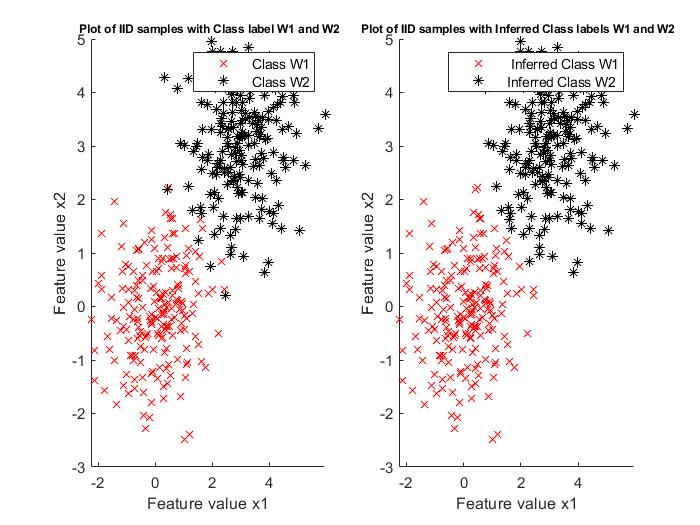 Plot of IID samples with Class label W1 and W2
Class W1
Class W2
5
4
3
2
1
0
-1
-2
-3
-2
0
2
4
Feature value x1
Feature value x2
Plot of IID samples with Inferred Class labels W1 and W2
Inferred Class W1
Inferred Class W2
5
4
3
2
1
0
-1
-2
-3
-2
0
2
4
Feature value x1
Feature value x2